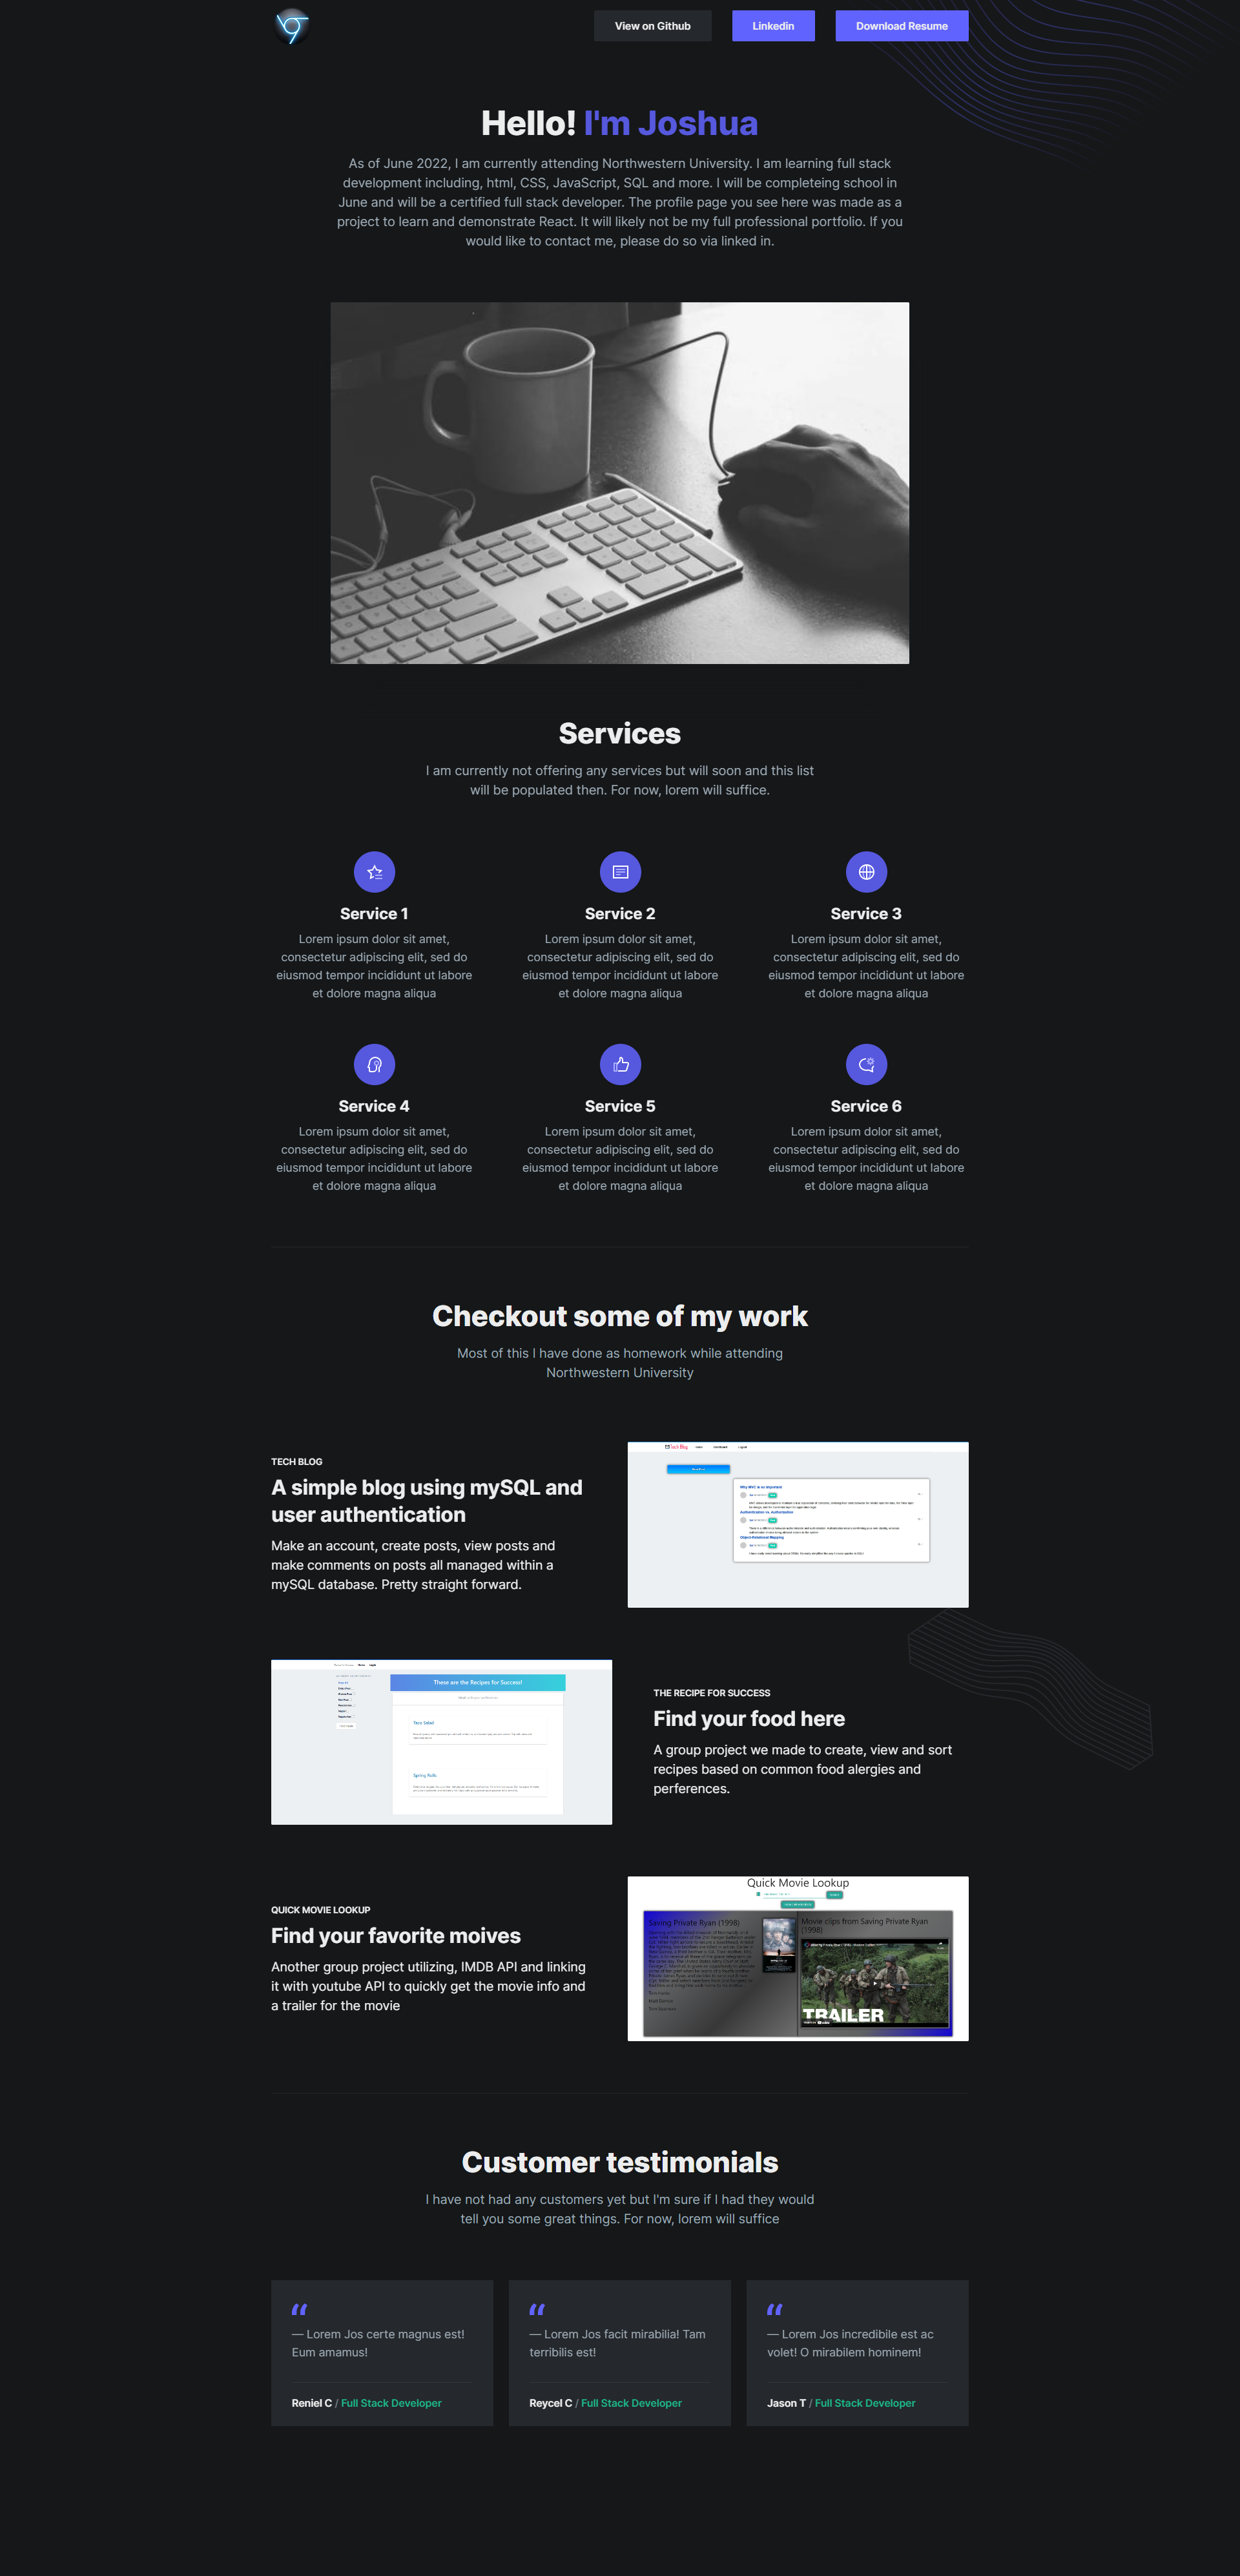 View on Github
Linkedin
Download Resume
Hello! I'm Joshua
As of June 2022, I am currently attending Northwestern University. I am learning full stack
development including, html, CSS, JavaScript, SQL and more. I will be completeing school in
June and will be a certified full stack developer. The profile page you see here was made as a
project to learn and demonstrate React. It will likely not be my full professional portfolio. If you
would like to contact me, please do so via linked in.
Services
I am currently not offering any services but will soon and this list
will be populated then. For now, lorem will suffice.
Service 1
Lorem ipsum dolor sit amet,
consectetur adipiscing elit, sed do
eiusmod tempor incididunt ut labore
et dolore magna aliqua
Service 2
Lorem ipsum dolor sit amet,
consectetur adipiscing elit, sed do
eiusmod tempor incididunt ut labore
et dolore magna aliqua
Service 3
Lorem ipsum dolor sit amet,
consectetur adipiscing elit, sed do
eiusmod tempor incididunt ut labore
et dolore magna aliqua
Service 4
Lorem ipsum dolor sit amet,
consectetur adipiscing elit, sed do
eiusmod tempor incididunt ut labore
et dolore magna aliqua
Service 5
Lorem ipsum dolor sit amet,
consectetur adipiscing elit, sed do
eiusmod tempor incididunt ut labore
et dolore magna aliqua
Service 6
Lorem ipsum dolor sit amet,
consectetur adipiscing elit, sed do
eiusmod tempor incididunt ut labore
et dolore magna aliqua
Checkout some of my work
Most of this I have done as homework while attending
Northwestern University
TECH BLOG
A simple blog using mySQL and
user authentication
Make an account, create posts, view posts and
make comments on posts all managed within a
mySQL database. Pretty straight forward.
Tech Blog
Why MVC is so important
Authentication vs. Authorization
Object-Relational Mapping
These are the Recipes for Success!
Taco Salad
Spring Rolls
THE RECIPE FOR SUCCESS
Find your food here
A group project we made to create, view and sort
recipes based on common food alergies and
perferences.
QUICK MOVIE LOOKUP
Find your favorite moives
Another group project utilizing, IMDB API and linking
it with youtube API to quickly get the movie info and
a trailer for the movie
Quick Movie Lookup
Saving Private Ryan (1998)
Movie clips from Saving Private Ryan
(1998)
TRAILER
Customer testimonials
I have not had any customers yet but I'm sure if I had they would
tell you some great things. For now, lorem will suffice
— Lorem Jos certe magnus est!
Eum amamus!
Reniel C / Full Stack Developer
— Lorem Jos facit mirabilia! Tam
terribilis est!
Reycel C / Full Stack Developer
— Lorem Jos incredibile est ac
volet! O mirabilem hominem!
Jason T / Full Stack Developer